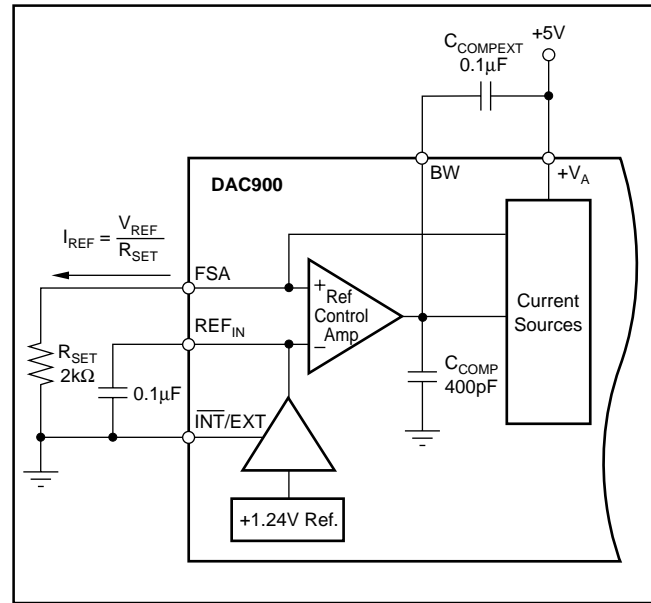 +5V
C_COMPEXT
0.1µF
DAC900
BW
+V_A
I_REF = V_REF / R_SET
FSA
+
Ref
Control
Amp
–
Current
Sources
REF_IN
R_SET
2kΩ
0.1µF
C_COMP
400pF
I̅N̅T̅/EXT
+1.24V Ref.